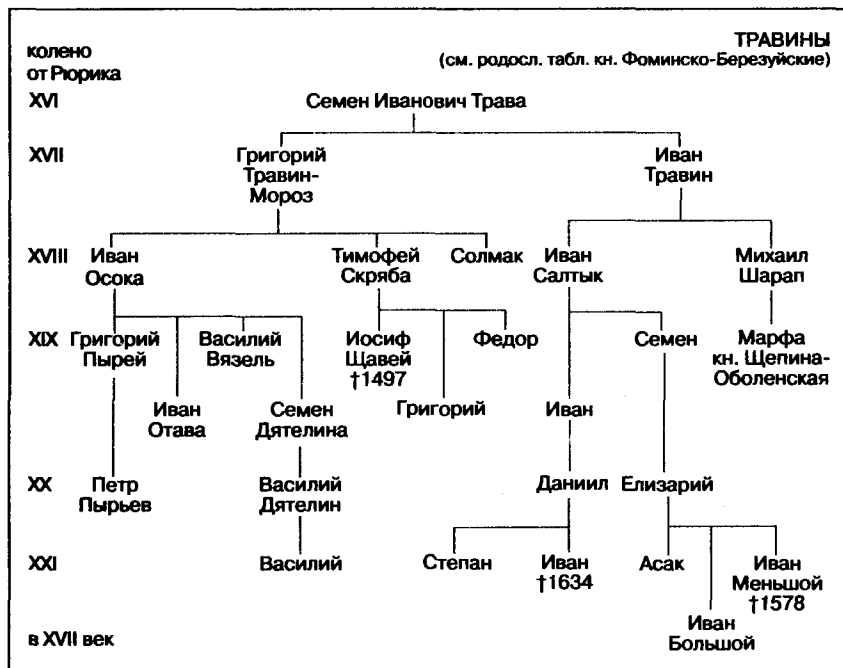 колено
от Рюрика
ТРАВИНЫ
(см. родосл. табл. кн. Фоминско-Березуйские)
XVI
Семен Иванович Трава
XVII
Григорий
Травин-
Мороз
Иван
Травин
XVIII
Иван
Осока
Тимофей
Скряба
Солмак
Иван
Салтык
Михаил
Шарап
XIX
Григорий
Пырей
Василий
Вязель
Иосиф
Щавей
†1497
Федор
Семен
Марфа
кн. Щепина-
Оболенская
Иван
Отава
Семен
Дятелина
Григорий
Иван
XX
Петр
Пырьев
Василий
Дятелин
Даниил
Елизарий
XXI
Василий
Степан
Иван
†1634
Асак
Иван
Меньшой
†1578
Иван
Большой
в XVII век